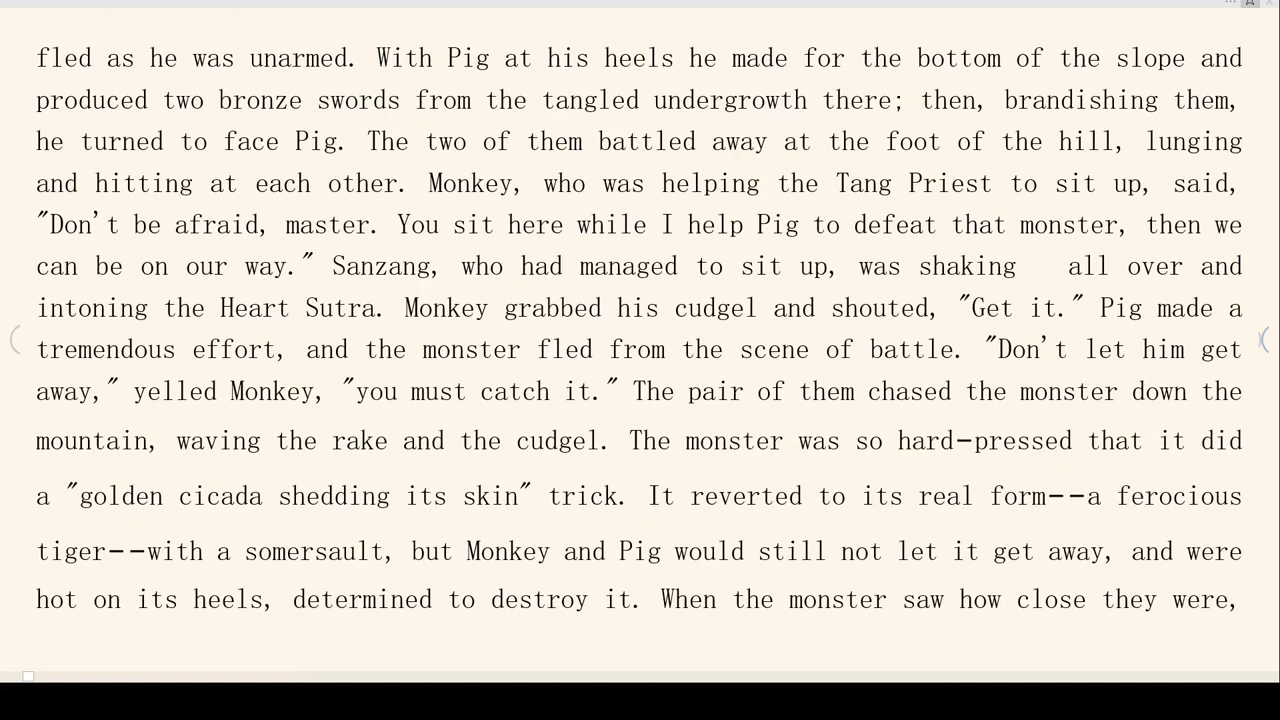 fled as he was unarmed. With Pig at his heels he made for the bottom of the slope and
produced two bronze swords from the tangled undergrowth there; then, brandishing them,
he turned to face Pig. The two of them battled away at the foot of the hill, lunging
and hitting at each other. Monkey, who was helping the Tang Priest to sit up, said,
"Don't be afraid, master. You sit here while I help Pig to defeat that monster, then we
can be on our way." Sanzang, who had managed to sit up, was shaking all over and
intoning the Heart Sutra. Monkey grabbed his cudgel and shouted, "Get it." Pig made a
tremendous effort, and the monster fled from the scene of battle. "Don't let him get
away," yelled Monkey, "you must catch it." The pair of them chased the monster down the
mountain, waving the rake and the cudgel. The monster was so hard-pressed that it did
a "golden cicada shedding its skin" trick. It reverted to its real form--a ferocious
tiger--with a somersault, but Monkey and Pig would still not let it get away, and were
hot on its heels, determined to destroy it. When the monster saw how close they were,